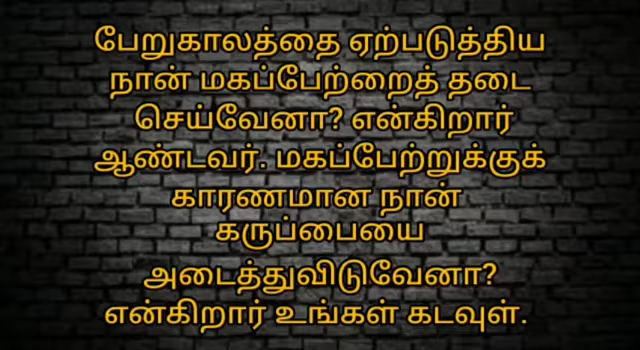 பேறுகாலத்தை ஏற்படுத்திய
நான் மகப்பேற்றைத் தடை
செய்வேனா? என்கிறார்
ஆண்டவர். மகப்பேற்றுக்குக்
காரணமான நான்
கருப்பையை
அடைத்துவிடுவேனா?
என்கிறார் உங்கள் கடவுள்.